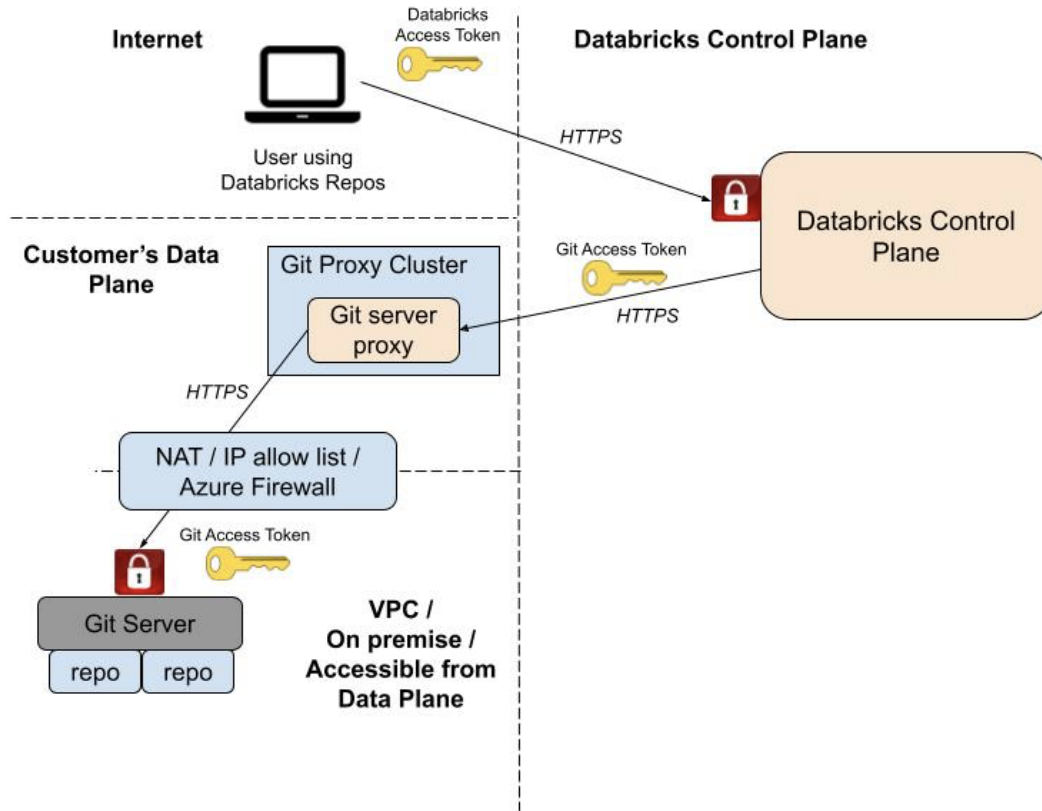 Internet
Databricks
Access Token
Databricks Control Plane
HTTPS
User using
Databricks Repos
Databricks Control
Plane
Customer’s Data
Plane
Git Proxy Cluster
Git server
proxy
Git Access Token
HTTPS
HTTPS
NAT / IP allow list /
Azure Firewall
Git Access Token
Git Server
repo
repo
VPC /
On premise /
Accessible from
Data Plane